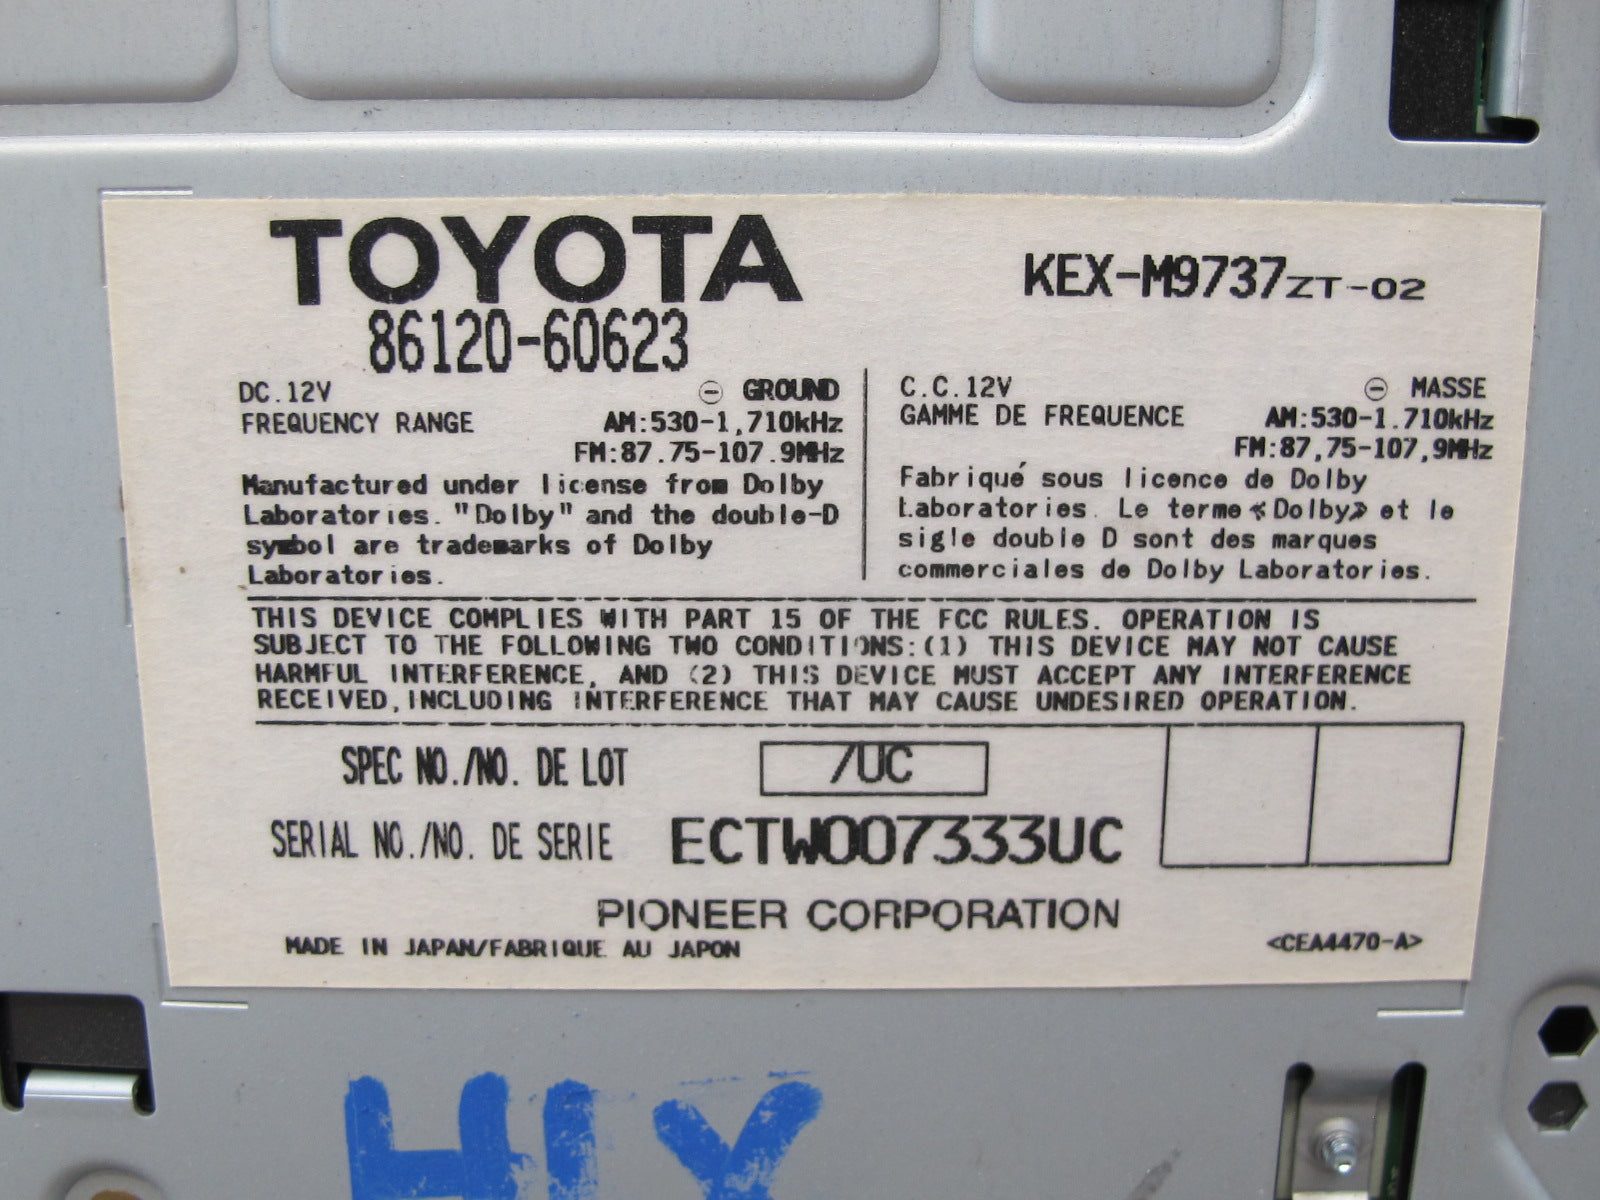 TOYOTA
86120-60623
KEX-M9737ZT-02
DC.12V ⊖ GROUND
FREQUENCY RANGE AM:530-1,710kHz
FM:87.75-107.9MHz
Manufactured under license from Dolby
Laboratories. "Dolby" and the double-D
symbol are trademarks of Dolby
Laboratories.
C.C.12V ⊖ MASSE
GAMME DE FREQUENCE AM:530-1.710kHz
FM:87,75-107,9MHz
Fabriqué sous licence de Dolby
Laboratories. Le terme «Dolby» et le
sigle double D sont des marques
commerciales de Dolby Laboratories.
THIS DEVICE COMPLIES WITH PART 15 OF THE FCC RULES. OPERATION IS
SUBJECT TO THE FOLLOWING TWO CONDITIONS:(1) THIS DEVICE MAY NOT CAUSE
HARMFUL INTERFERENCE, AND (2) THIS DEVICE MUST ACCEPT ANY INTERFERENCE
RECEIVED,INCLUDING INTERFERENCE THAT MAY CAUSE UNDESIRED OPERATION.
SPEC NO./NO. DE LOT /UC
SERIAL NO./NO. DE SERIE ECTW007333UC
PIONEER CORPORATION
MADE IN JAPAN/FABRIQUE AU JAPON <CEA4470-A>